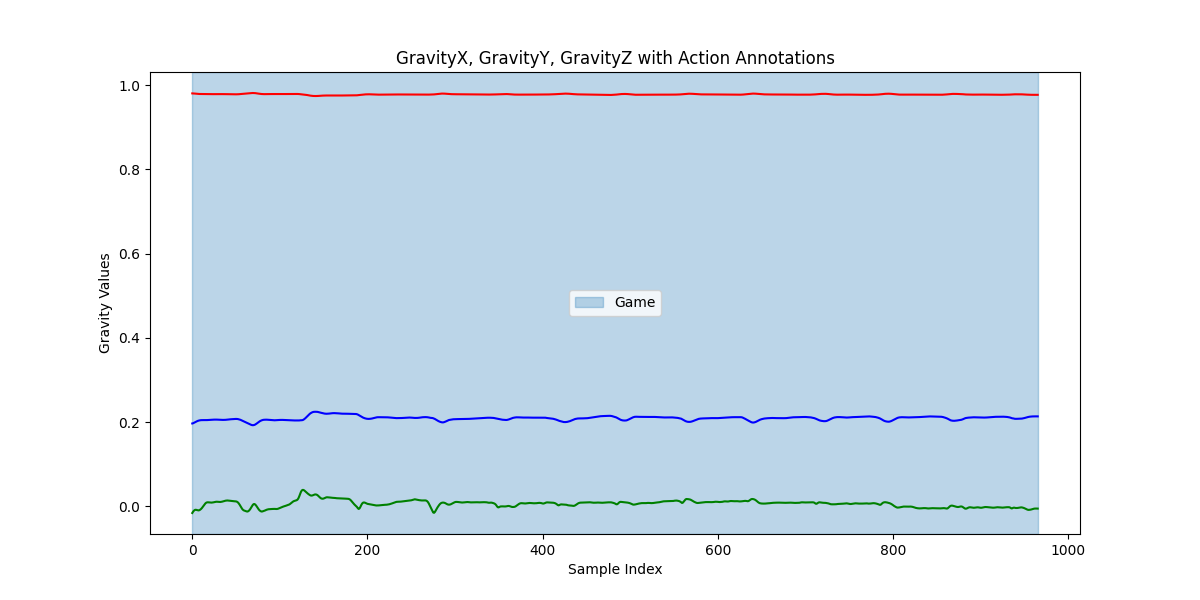 GravityX, GravityY, GravityZ with Action Annotations
1.0
0.8
0.6
0.4
0.2
0.0
Gravity Values
Game
0 200 400 600 800 1000
Sample Index